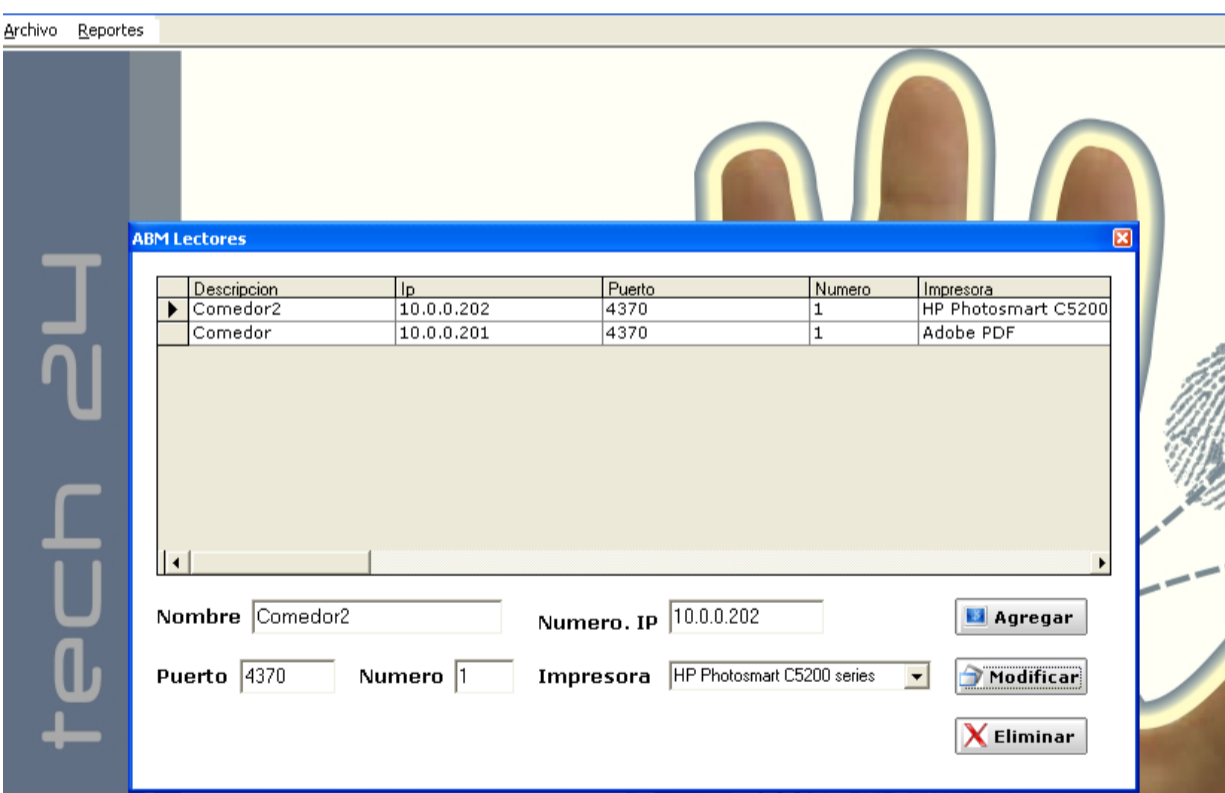 Archivo Reportes
tech 24
ABM Lectores
Descripcion Ip Puerto Numero Impresora
Comedor2 10.0.0.202 4370 1 HP Photosmart C5200
Comedor 10.0.0.201 4370 1 Adobe PDF
Nombre Comedor2 Numero. IP 10.0.0.202 Agregar
Puerto 4370 Numero 1 Impresora HP Photosmart C5200 series Modificar
Eliminar